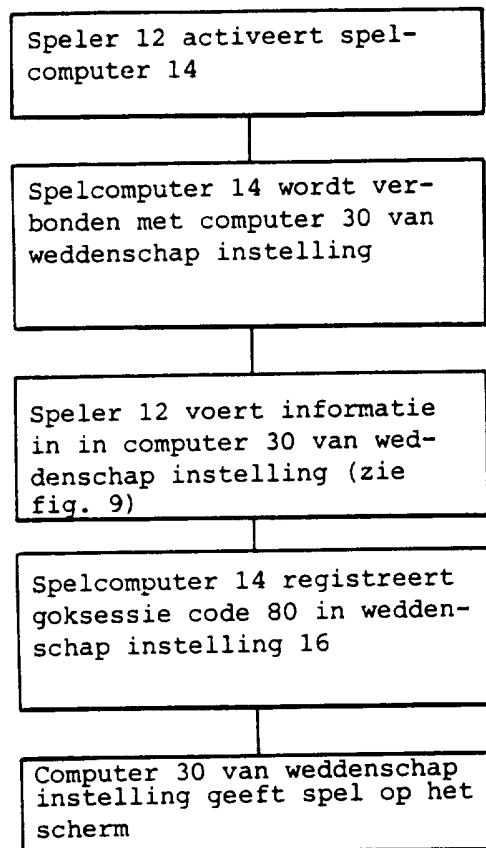 Speler 12 activeert spel-
computer 14
Spelcomputer 14 wordt ver-
bonden met computer 30 van
weddenschap instelling
Speler 12 voert informatie
in in computer 30 van wed-
denschap instelling (zie
fig. 9)
Spelcomputer 14 registreert
goksessie code 80 in wedden-
schap instelling 16
Computer 30 van weddenschap
instelling geeft spel op het
scherm